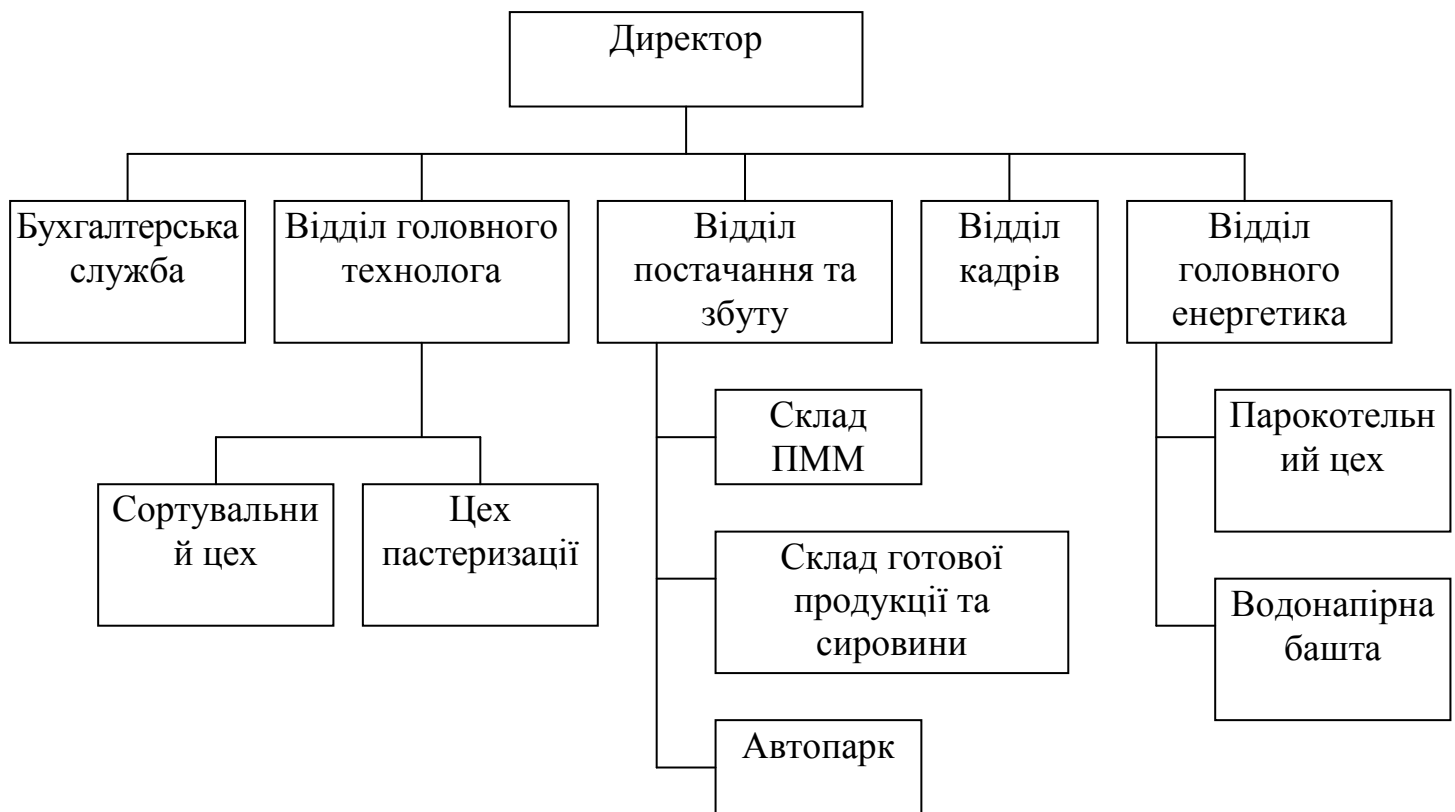 Директор
Бухгалтерська
служба
Відділ головного
технолога
Відділ
постачання та
збуту
Відділ
кадрів
Відділ
головного
енергетика
Сортувальни
й цех
Цех
пастеризації
Склад
ПММ
Склад готової
продукції та
сировини
Автопарк
Парокотельн
ий цех
Водонапірна
башта